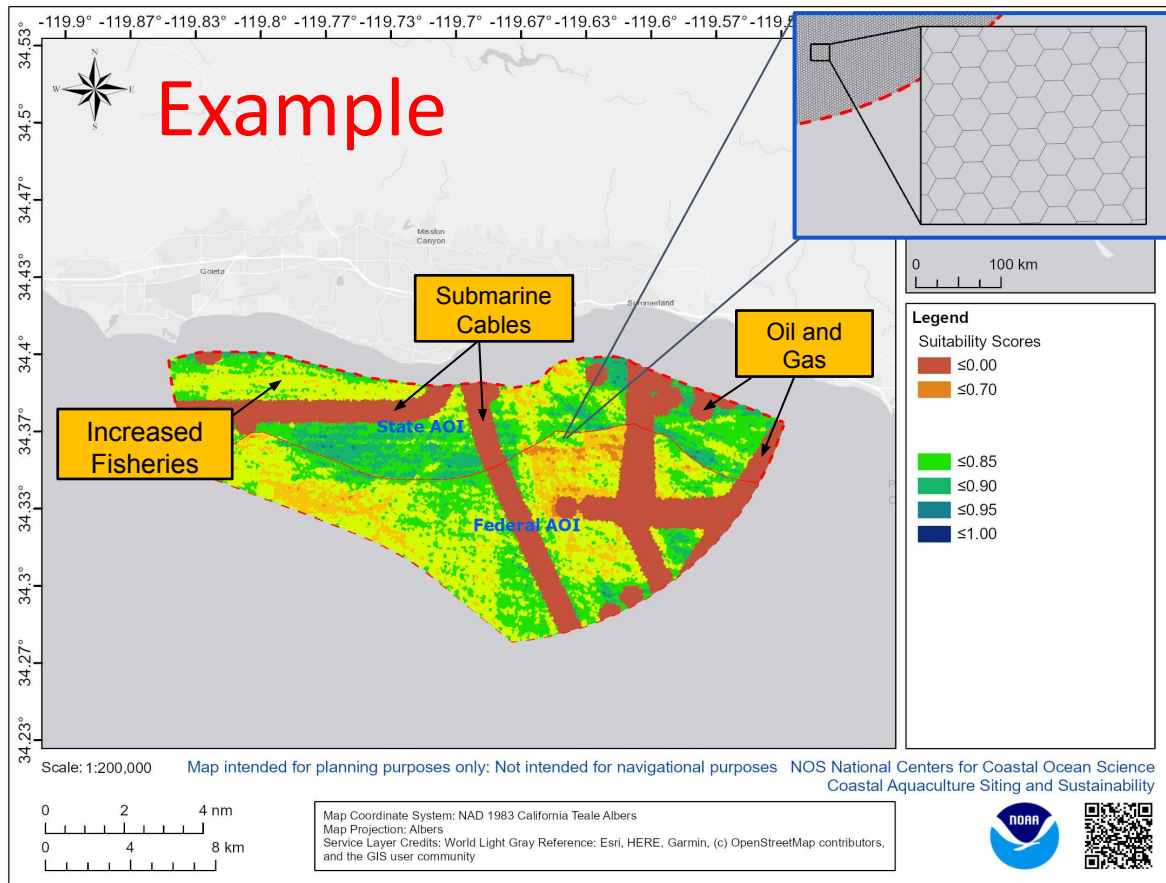 -119.9° -119.87° -119.83° -119.8° -119.77° -119.73° -119.7° -119.67° -119.63° -119.6° -119.57°
34.53°
34.5°
34.47°
34.43°
34.4°
34.37°
34.33°
34.3°
34.27°
34.23°
N
W E
S
Example
Mission
Canyon
Goleta
Summerland
Submarine
Cables
Oil and
Gas
Increased
Fisheries
State AOI
Federal AOI
0 100 km
Legend
Suitability Scores
≤0.00
≤0.70
≤0.85
≤0.90
≤0.95
≤1.00
Scale: 1:200,000
Map intended for planning purposes only: Not intended for navigational purposes
NOS National Centers for Coastal Ocean Science
Coastal Aquaculture Siting and Sustainability
0 2 4 nm
0 4 8 km
Map Coordinate System: NAD 1983 California Teale Albers
Map Projection: Albers
Service Layer Credits: World Light Gray Reference: Esri, HERE, Garmin, (c) OpenStreetMap contributors,
and the GIS user community
NOAA